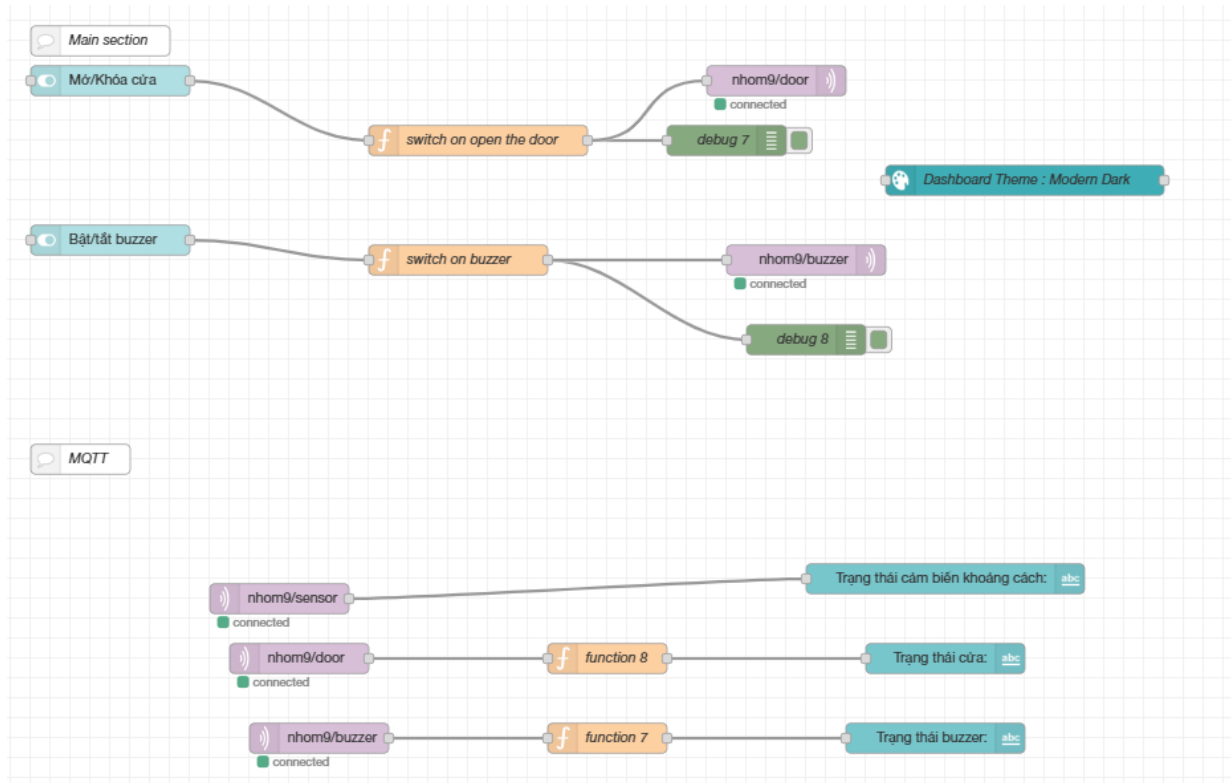 Main section
Mở/Khóa cửa
nhom9/door
connected
switch on open the door
debug 7
Dashboard Theme : Modern Dark
Bật/tắt buzzer
switch on buzzer
nhom9/buzzer
connected
debug 8
MQTT
Trạng thái cảm biến khoảng cách:
abc
nhom9/sensor
connected
nhom9/door
connected
function 8
Trạng thái cửa:
abc
nhom9/buzzer
connected
function 7
Trạng thái buzzer:
abc